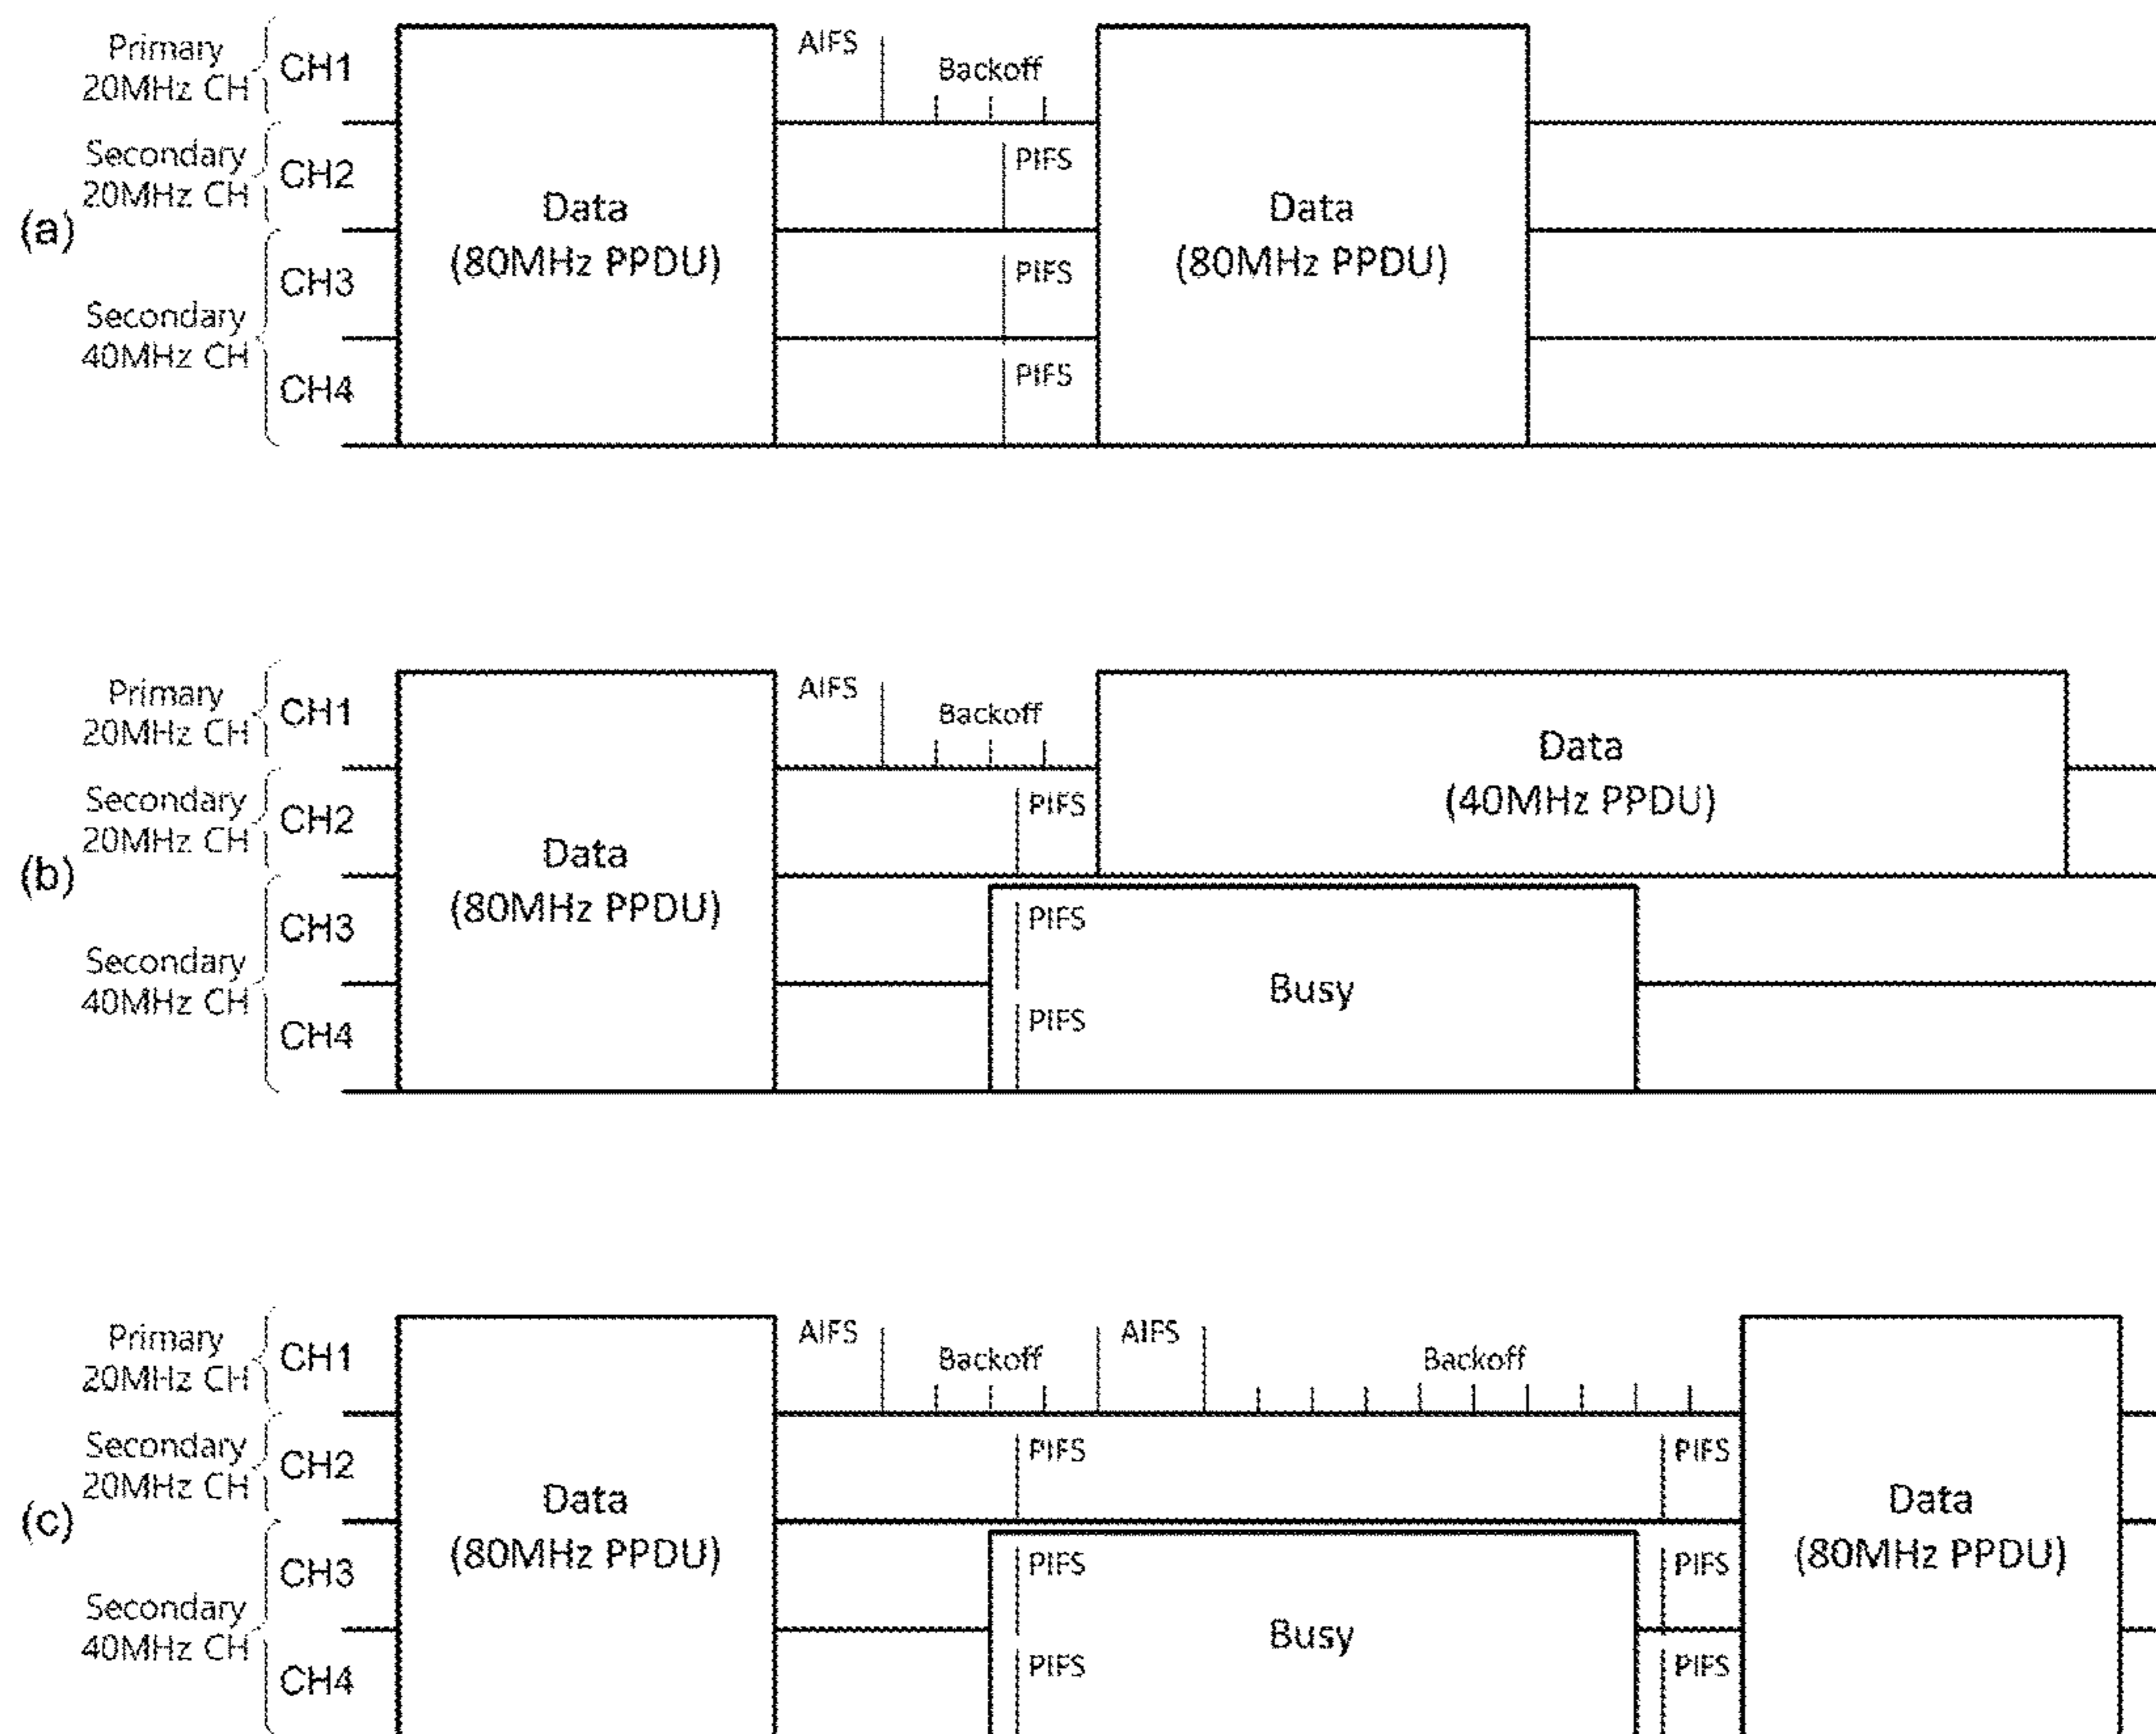 (a)
Primary
20MHz CH
CH1
Secondary
20MHz CH
CH2
Secondary
40MHz CH
CH3
CH4
Data
(80MHz PPDU)
AIFS
Backoff
PIFS
PIFS
PIFS
Data
(80MHz PPDU)
(b)
Primary
20MHz CH
CH1
Secondary
20MHz CH
CH2
Secondary
40MHz CH
CH3
CH4
Data
(80MHz PPDU)
AIFS
Backoff
PIFS
PIFS
PIFS
Data
(40MHz PPDU)
Busy
(c)
Primary
20MHz CH
CH1
Secondary
20MHz CH
CH2
Secondary
40MHz CH
CH3
CH4
Data
(80MHz PPDU)
AIFS
Backoff
AIFS
Backoff
PIFS
PIFS
PIFS
Busy
PIFS
PIFS
PIFS
Data
(80MHz PPDU)